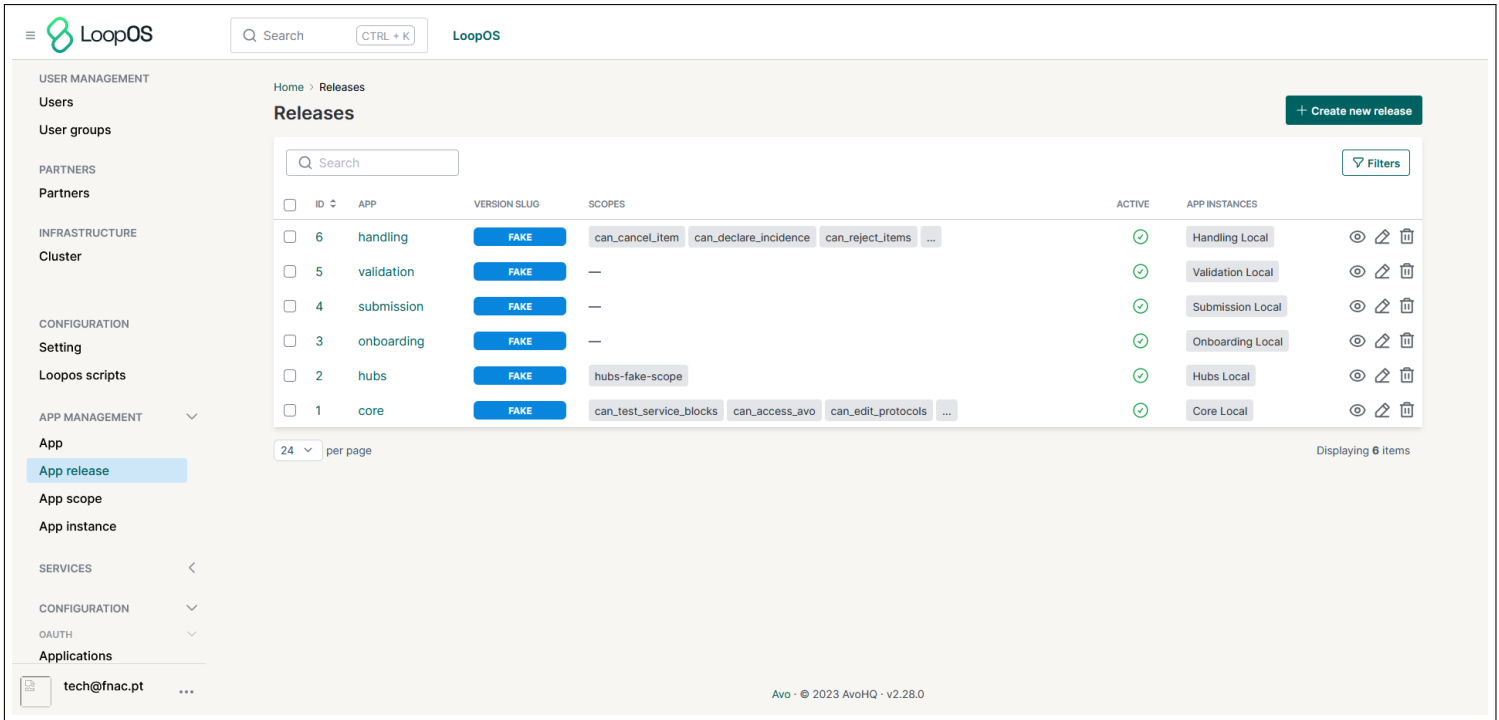 LoopOS
Search CTRL + K
LoopOS
USER MANAGEMENT
Users
User groups
PARTNERS
Partners
INFRASTRUCTURE
Cluster
CONFIGURATION
Setting
Loopos scripts
APP MANAGEMENT
App
App release
App scope
App instance
SERVICES
CONFIGURATION
OAUTH
Applications
tech@fnac.pt
Home > Releases
Releases
+ Create new release
Search
Filters
ID APP VERSION SLUG SCOPES ACTIVE APP INSTANCES
6 handling FAKE can_cancel_item can_declare_incidence can_reject_items ... Handling Local
5 validation FAKE — Validation Local
4 submission FAKE — Submission Local
3 onboarding FAKE — Onboarding Local
2 hubs FAKE hubs-fake-scope Hubs Local
1 core FAKE can_test_service_blocks can_access_avo can_edit_protocols ... Core Local
24 per page
Displaying 6 items
Avo · © 2023 AvoHQ · v2.28.0